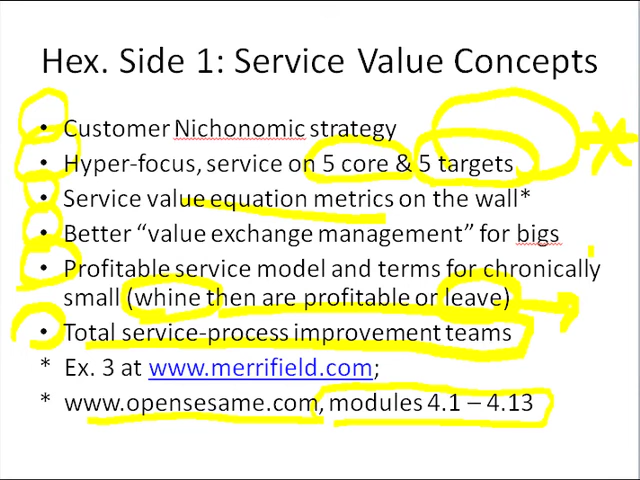 Hex. Side 1: Service Value Concepts
• Customer Nichonomic strategy
• Hyper-focus, service on 5 core & 5 targets
• Service value equation metrics on the wall*
• Better “value exchange management” for bigs
• Profitable service model and terms for chronically
small (whine then are profitable or leave)
• Total service-process improvement teams
* Ex. 3 at www.merrifield.com;
* www.opensesame.com, modules 4.1 – 4.13